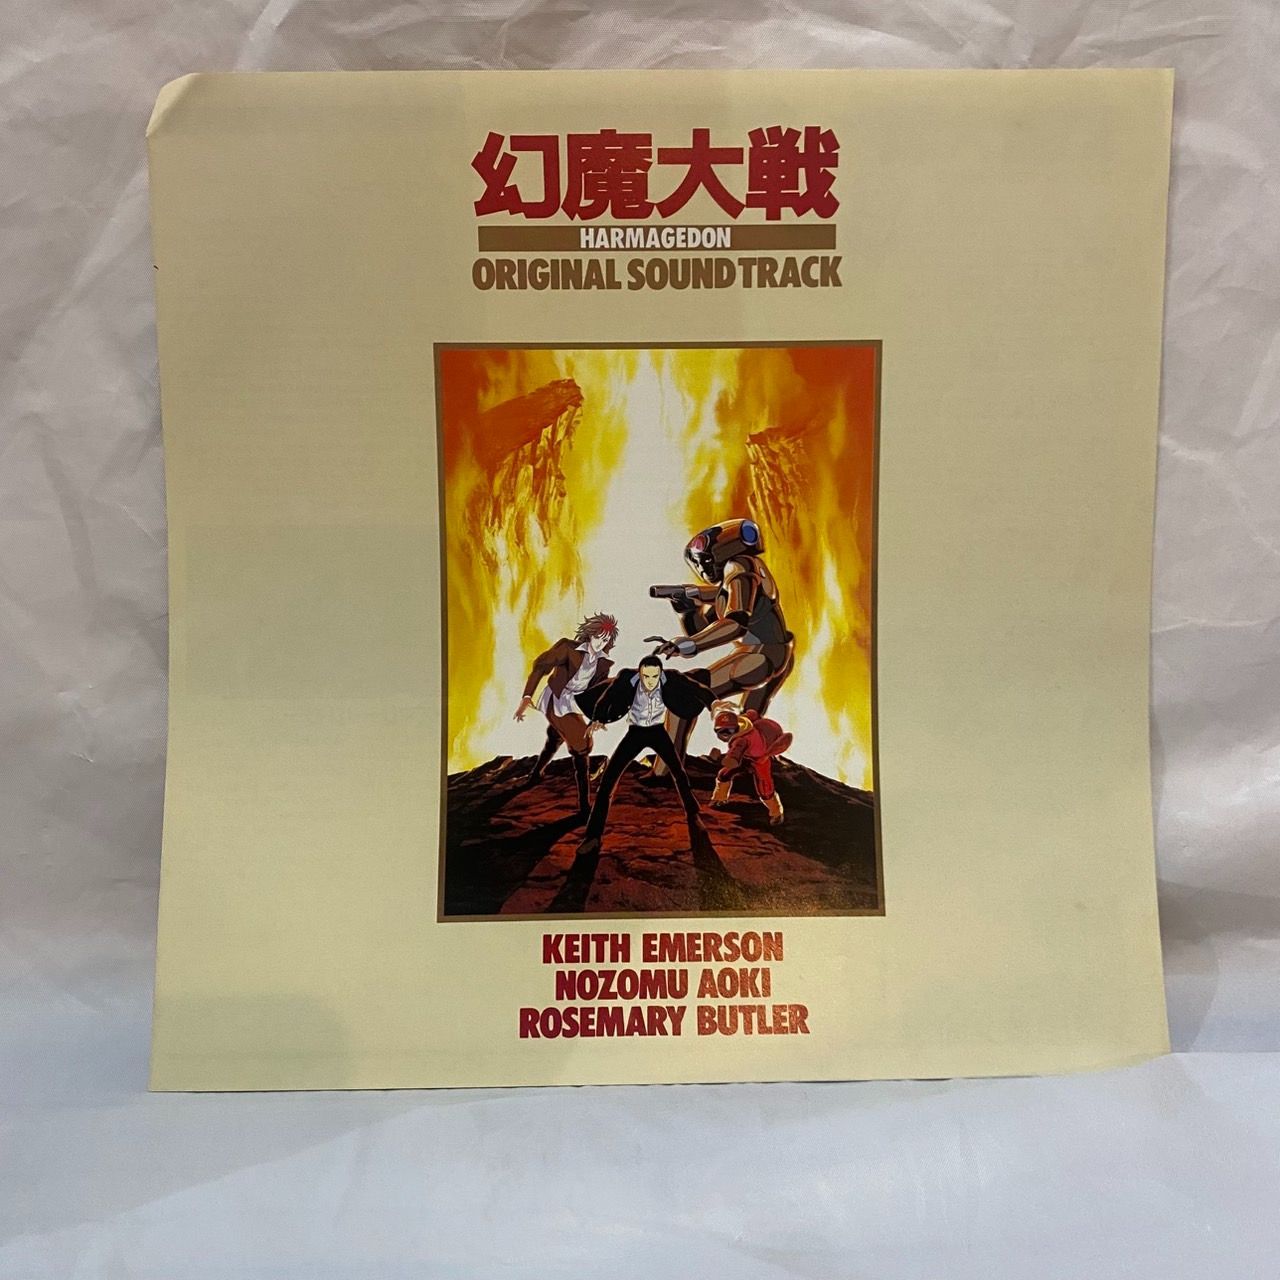 幻魔大戦
HARMAGEDON
ORIGINAL SOUND TRACK
KEITH EMERSON
NOZOMU AOKI
ROSEMARY BUTLER